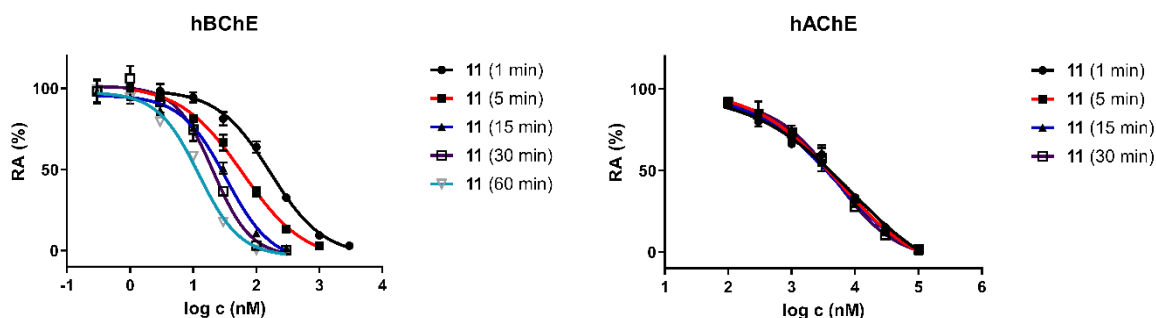 hBChE
RA (%)
100
50
0
-1
0
1
2
3
4
log c (nM)
11 (1 min)
11 (5 min)
11 (15 min)
11 (30 min)
11 (60 min)
hAChE
RA (%)
100
50
0
1
2
3
4
5
6
log c (nM)
11 (1 min)
11 (5 min)
11 (15 min)
11 (30 min)